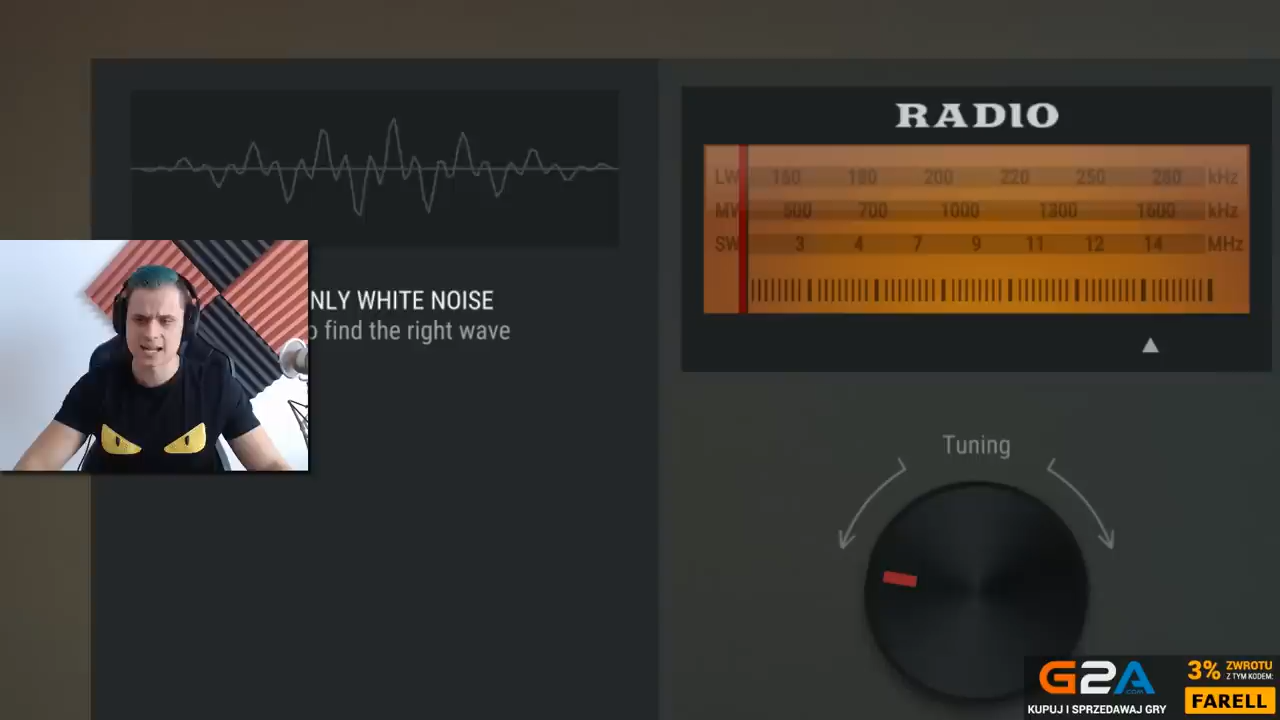 RADIO
LW 160 180 200 220 250 280 kHz
MW 500 700 1000 1300 1600 kHz
SW 3 4 7 9 11 12 14 MHz
NLY WHITE NOISE
o find the right wave
Tuning
G2A.COM
KUPUJ I SPRZEDAWAJ GRY
3% ZWROTU
Z TYM KODEM:
FARELL